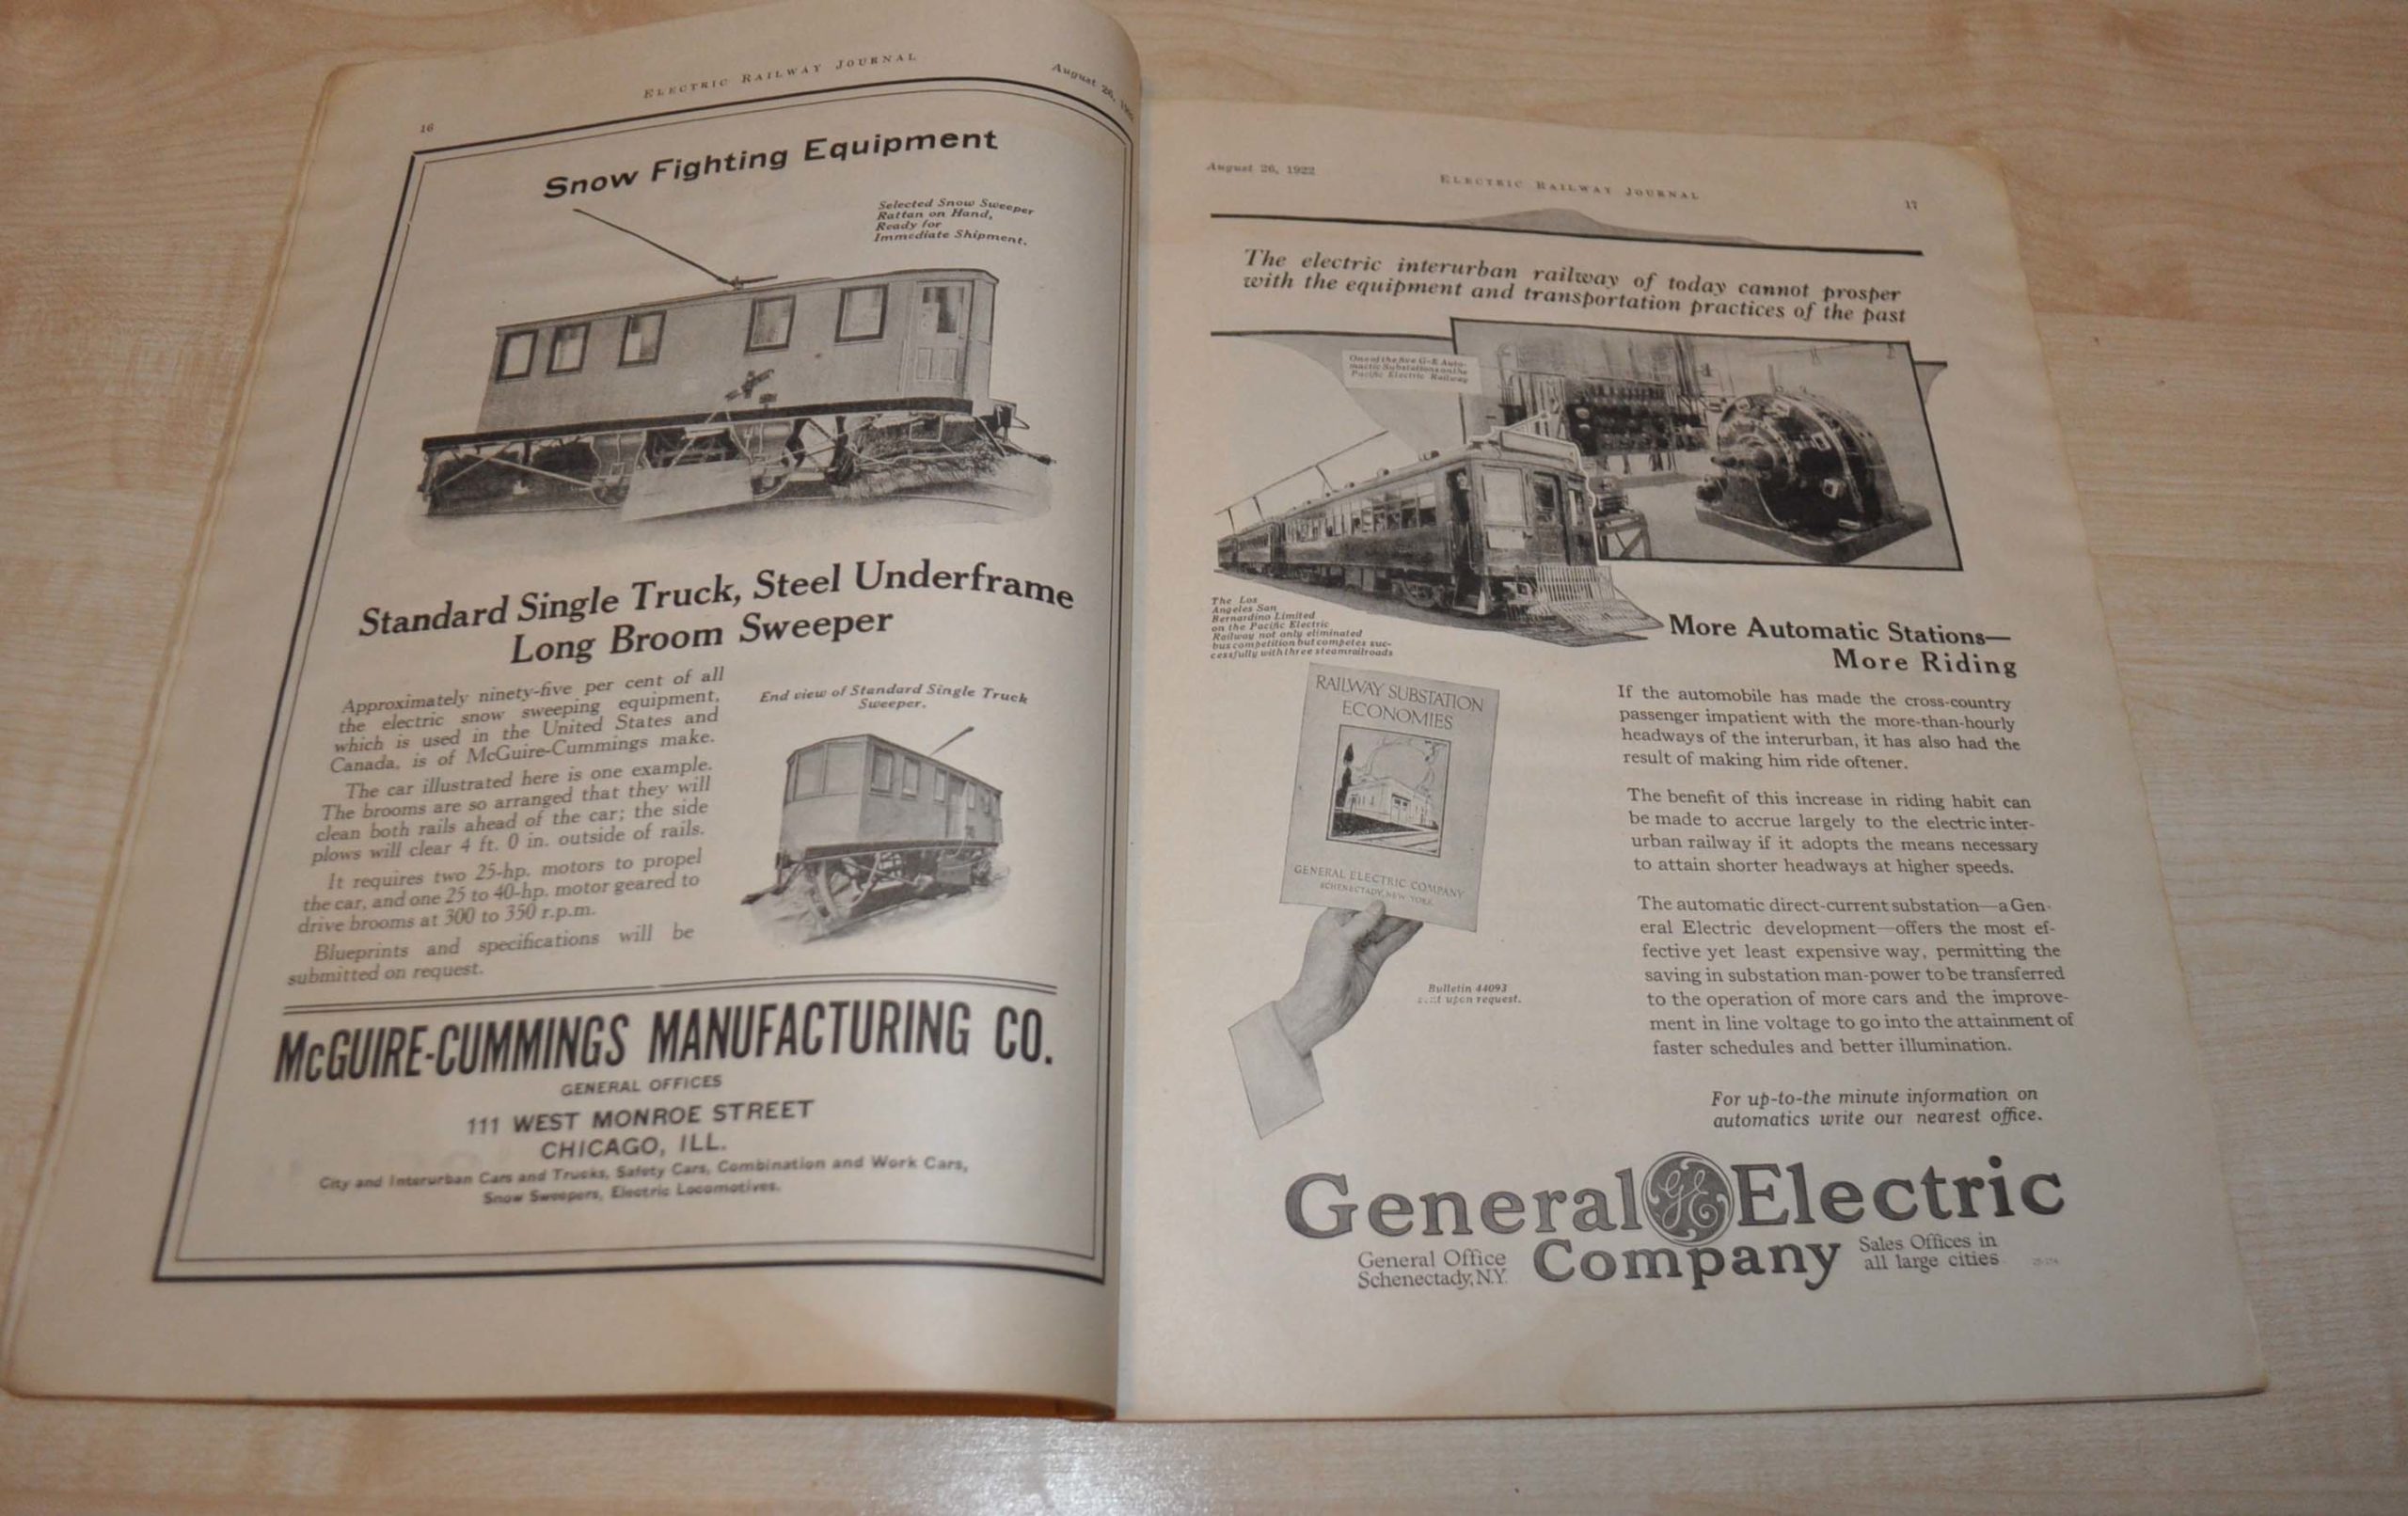 16
ELECTRIC RAILWAY JOURNAL
August 26,
Snow Fighting Equipment
Selected Snow Sweeper
Rattan on Hand,
Ready for
Immediate Shipment.
Standard Single Truck, Steel Underframe
Long Broom Sweeper
Approximately ninety-five per cent of all
the electric snow sweeping equipment,
which is used in the United States and
Canada, is of McGuire-Cummings make.
The car illustrated here is one example.
The brooms are so arranged that they will
clean both rails ahead of the car; the side
plows will clear 4 ft. 0 in. outside of rails.
It requires two 25-hp. motors to propel
the car, and one 25 to 40-hp. motor geared to
drive brooms at 300 to 350 r.p.m.
Blueprints and specifications will be
submitted on request.
End view of Standard Single Truck
Sweeper.
McGUIRE-CUMMINGS MANUFACTURING CO.
GENERAL OFFICES
111 WEST MONROE STREET
CHICAGO, ILL.
City and Interurban Cars and Trucks, Safety Cars, Combination and Work Cars,
Snow Sweepers, Electric Locomotives.
August 26, 1922
ELECTRIC RAILWAY JOURNAL
17
The electric interurban railway of today cannot prosper
with the equipment and transportation practices of the past
One of the five G-E Auto-
matic Substations on the
Pacific Electric Railway
The Los
Angeles San
Bernardino Limited
on the Pacific Electric
Railway not only eliminated
bus competition but competes suc-
cessfully with three steam railroads
RAILWAY SUBSTATION
ECONOMIES
GENERAL ELECTRIC COMPANY
SCHENECTADY, NEW YORK
Bulletin 44093
sent upon request.
More Automatic Stations—
More Riding
If the automobile has made the cross-country
passenger impatient with the more-than-hourly
headways of the interurban, it has also had the
result of making him ride oftener.
The benefit of this increase in riding habit can
be made to accrue largely to the electric inter-
urban railway if it adopts the means necessary
to attain shorter headways at higher speeds.
The automatic direct-current substation—a Gen-
eral Electric development—offers the most ef-
fective yet least expensive way, permitting the
saving in substation man-power to be transferred
to the operation of more cars and the improve-
ment in line voltage to go into the attainment of
faster schedules and better illumination.
For up-to-the minute information on
automatics write our nearest office.
General GE Electric
Company
General Office
Schenectady, N.Y.
Sales Offices in
all large cities